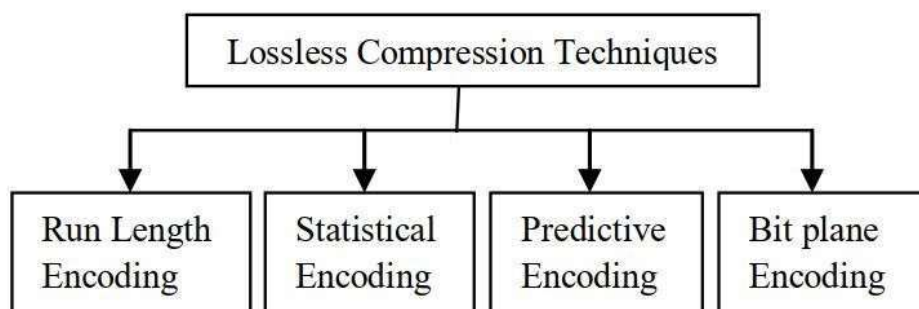 Lossless Compression Techniques
Run Length
Encoding
Statistical
Encoding
Predictive
Encoding
Bit plane
Encoding